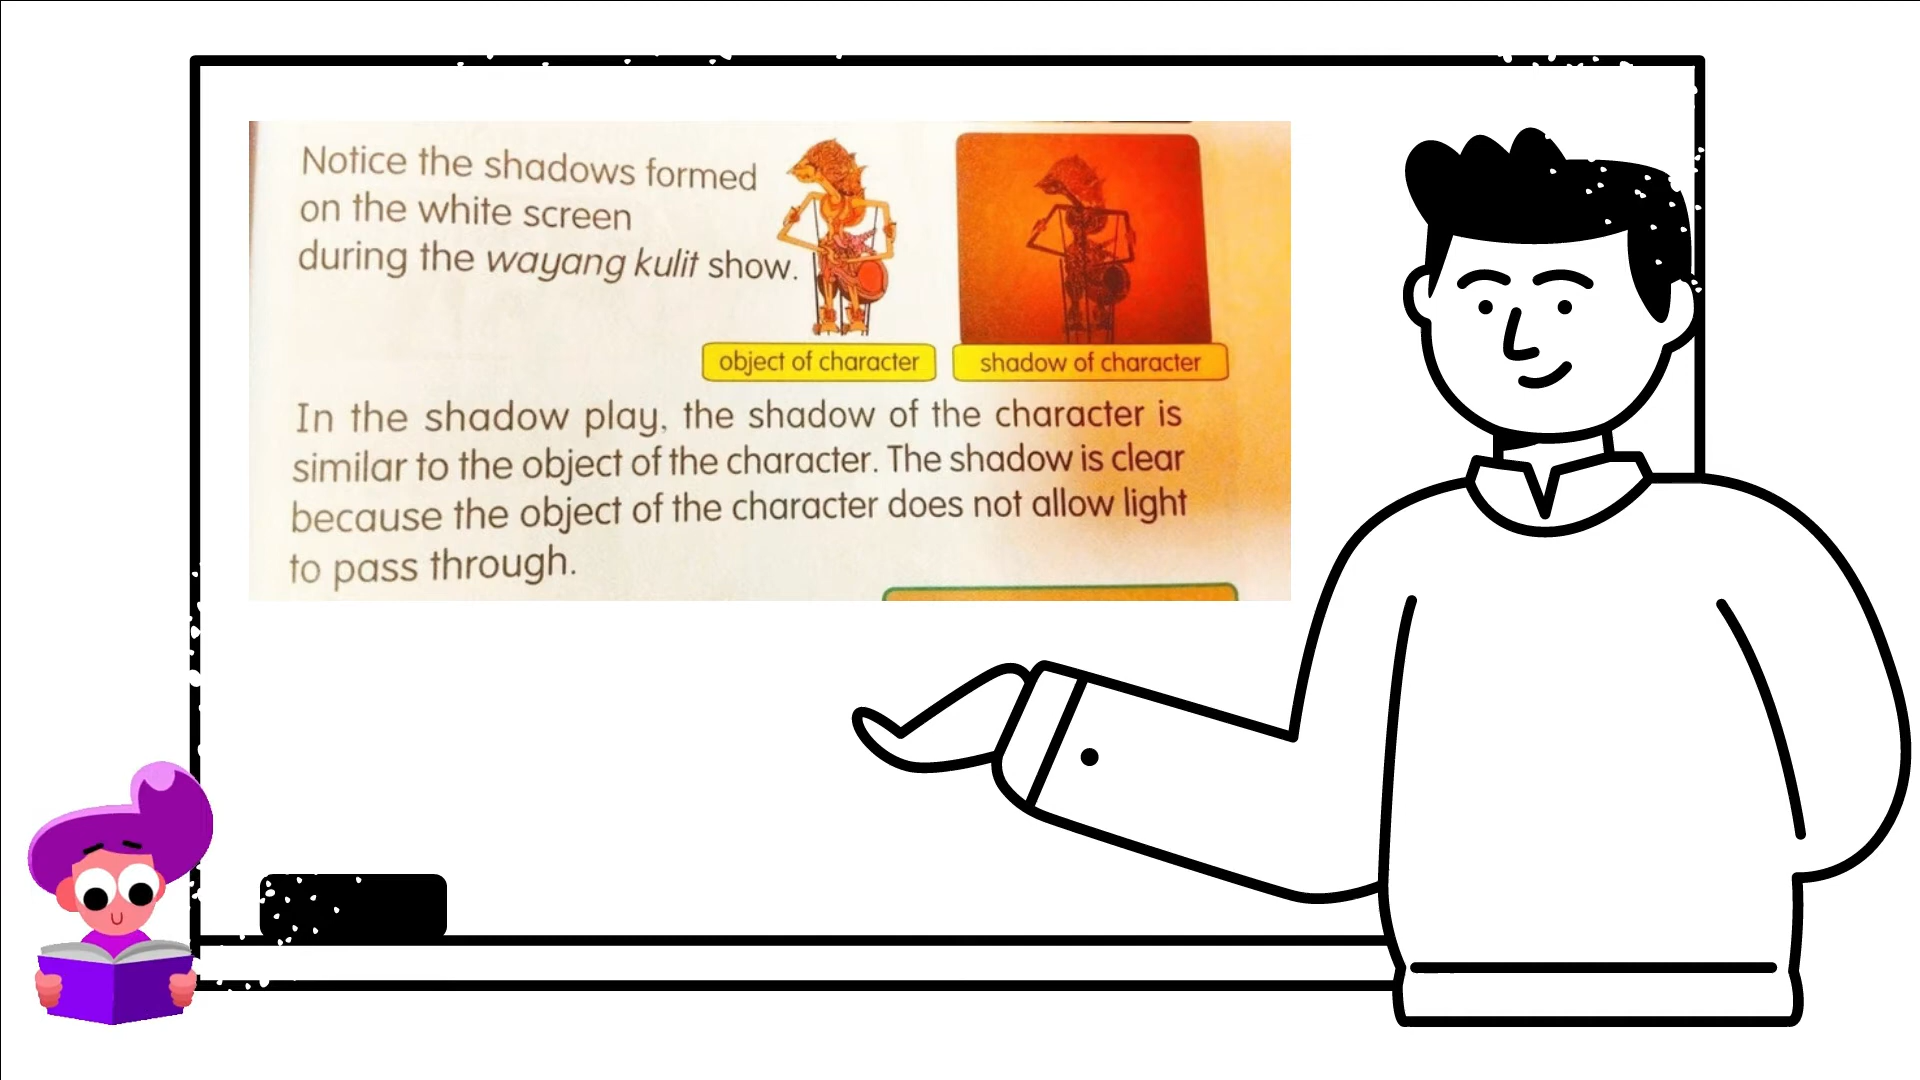 Notice the shadows formed
on the white screen
during the wayang kulit show.
object of character
shadow of character
In the shadow play, the shadow of the character is
similar to the object of the character. The shadow is clear
because the object of the character does not allow light
to pass through.